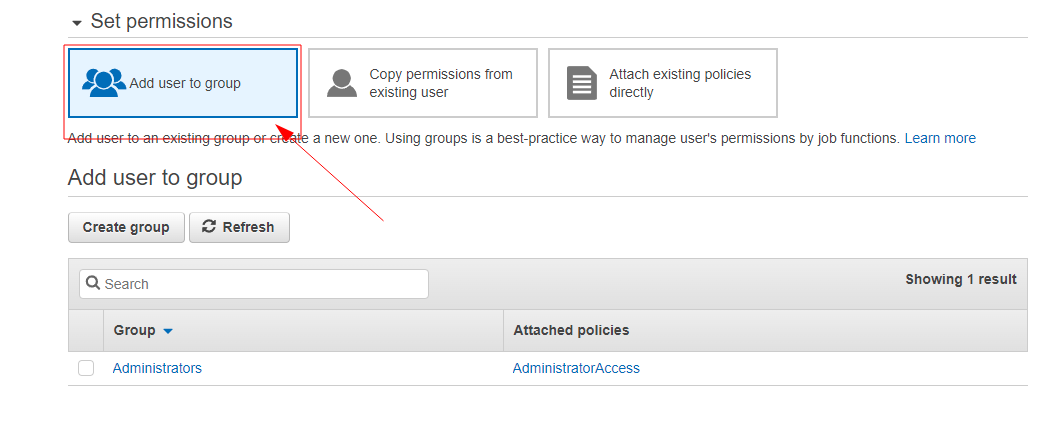 Set permissions
Add user to group
Copy permissions from
existing user
Attach existing policies
directly
Add user to an existing group or create a new one. Using groups is a best-practice way to manage user's permissions by job functions. Learn more
Add user to group
Create group
Refresh
Search
Showing 1 result
Group
Attached policies
Administrators
AdministratorAccess